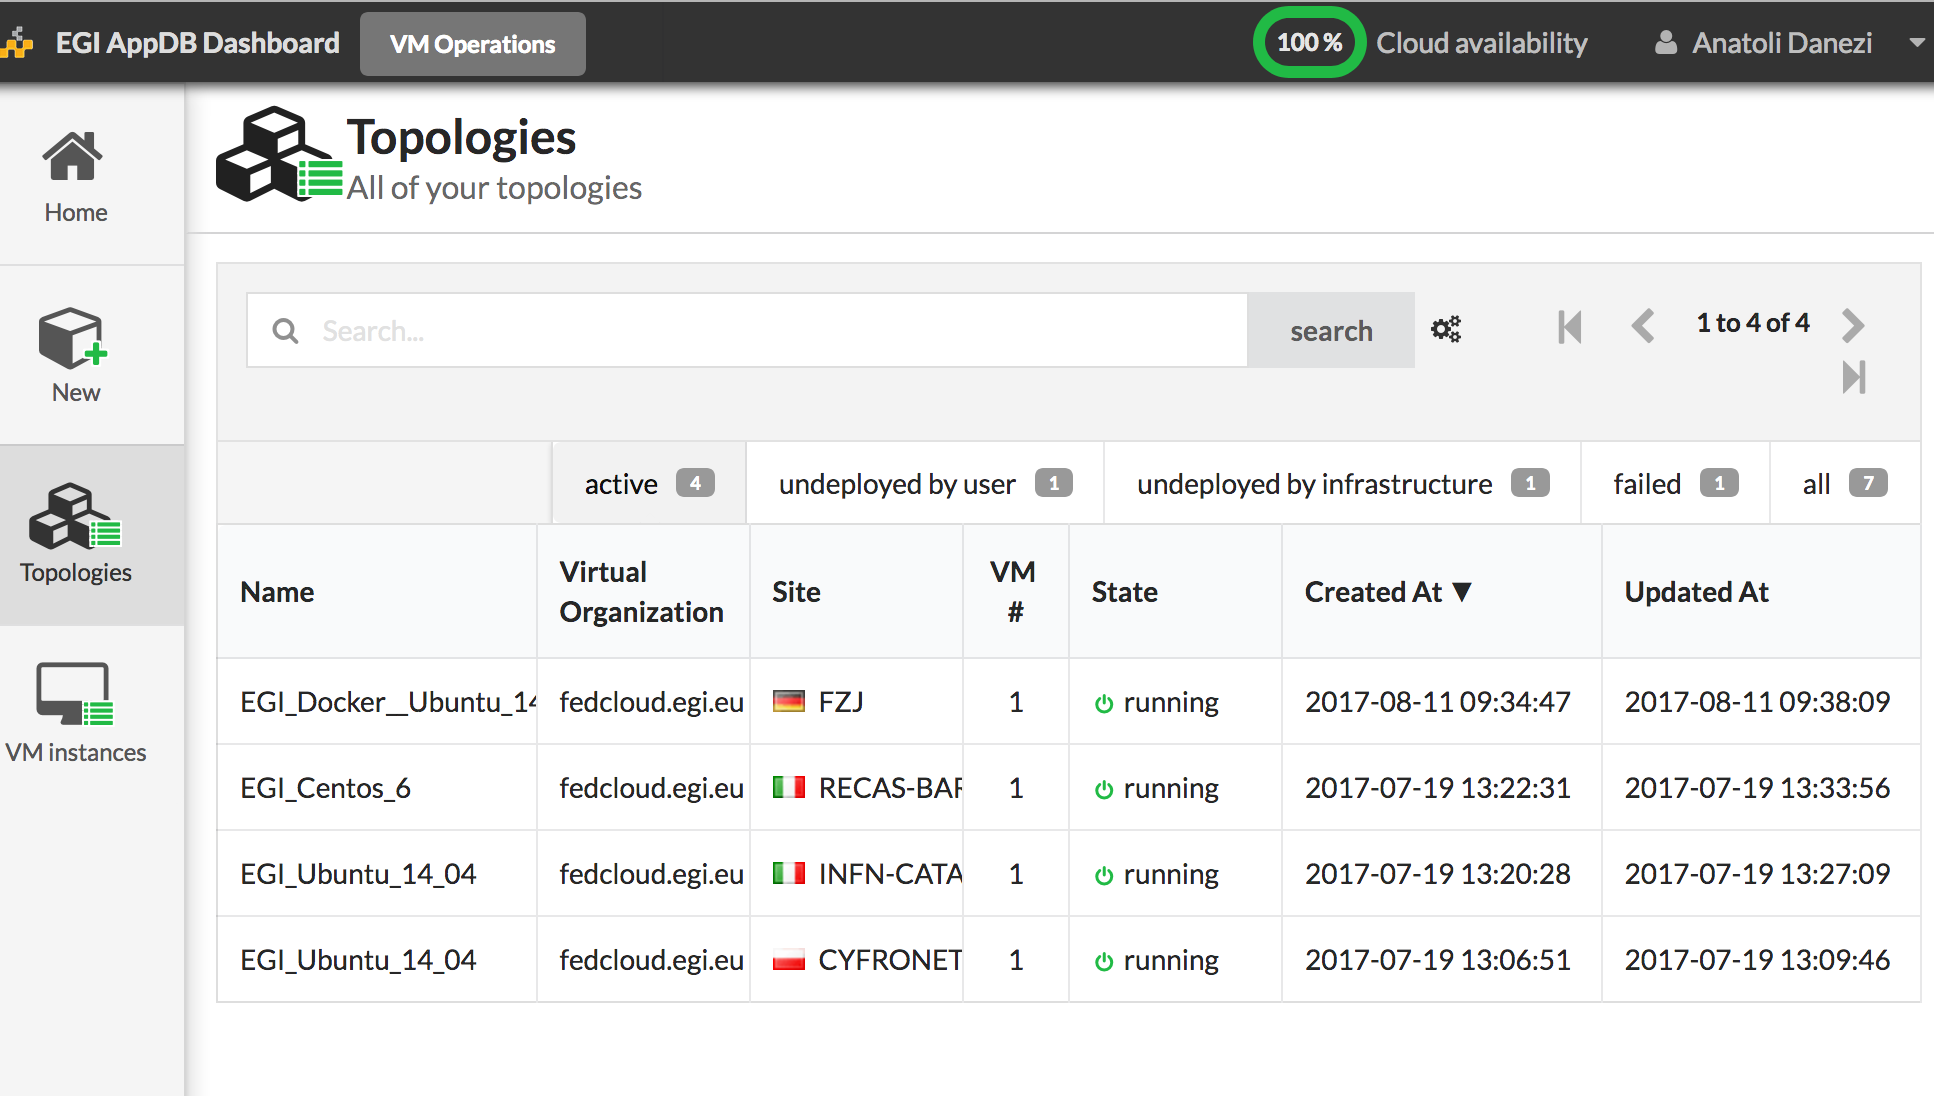 EGI AppDB Dashboard VM Operations 100 % Cloud availability Anatoli Danezi
Topologies
All of your topologies
Home
New
Topologies
VM instances
Search... search 1 to 4 of 4
active 4 undeployed by user 1 undeployed by infrastructure 1 failed 1 all 7
Name Virtual Organization Site VM # State Created At ▼ Updated At
EGI_Docker__Ubuntu_14 fedcloud.egi.eu FZJ 1 running 2017-08-11 09:34:47 2017-08-11 09:38:09
EGI_Centos_6 fedcloud.egi.eu RECAS-BAR 1 running 2017-07-19 13:22:31 2017-07-19 13:33:56
EGI_Ubuntu_14_04 fedcloud.egi.eu INFN-CATA 1 running 2017-07-19 13:20:28 2017-07-19 13:27:09
EGI_Ubuntu_14_04 fedcloud.egi.eu CYFRONET 1 running 2017-07-19 13:06:51 2017-07-19 13:09:46